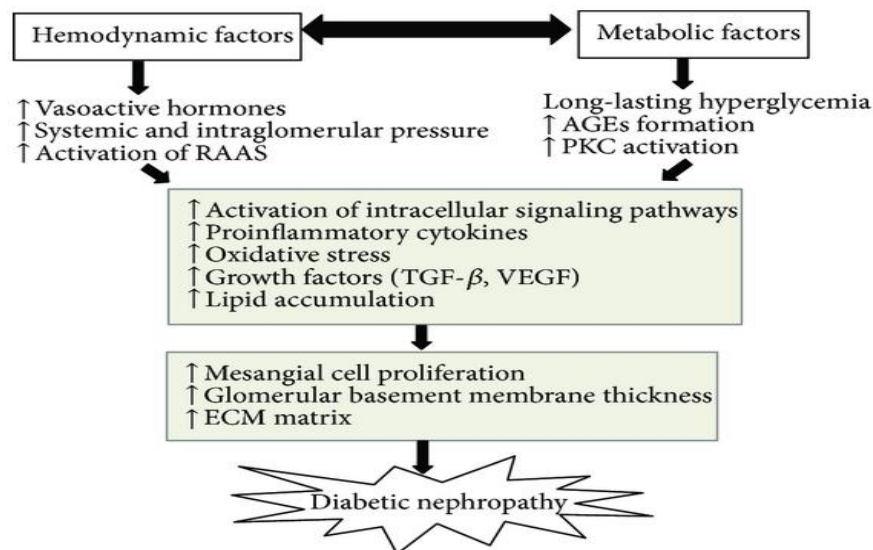 Hemodynamic factors
Metabolic factors
↑ Vasoactive hormones
↑ Systemic and intraglomerular pressure
↑ Activation of RAAS
Long-lasting hyperglycemia
↑ AGEs formation
↑ PKC activation
↑ Activation of intracellular signaling pathways
↑ Proinflammatory cytokines
↑ Oxidative stress
↑ Growth factors (TGF-β, VEGF)
↑ Lipid accumulation
↑ Mesangial cell proliferation
↑ Glomerular basement membrane thickness
↑ ECM matrix
Diabetic nephropathy